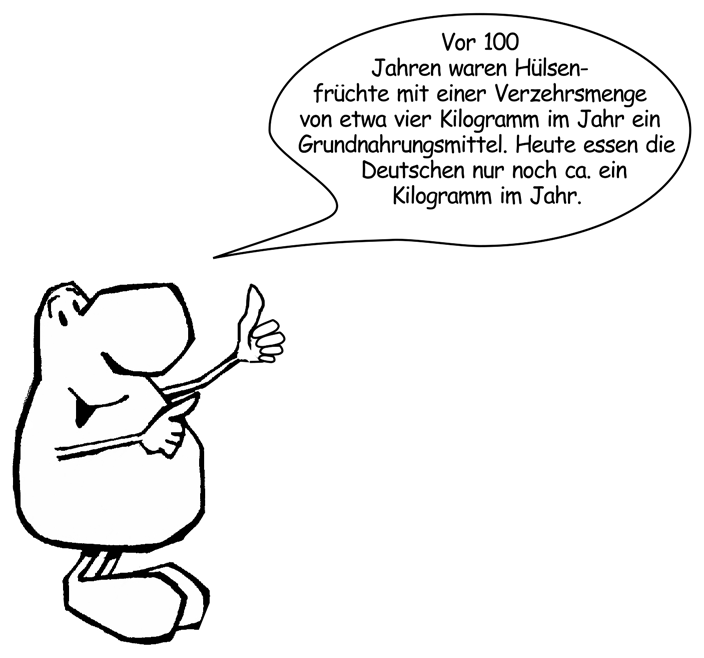 Vor 100
Jahren waren Hülsen-
früchte mit einer Verzehrsmenge
von etwa vier Kilogramm im Jahr ein
Grundnahrungsmittel. Heute essen die
Deutschen nur noch ca. ein
Kilogramm im Jahr.